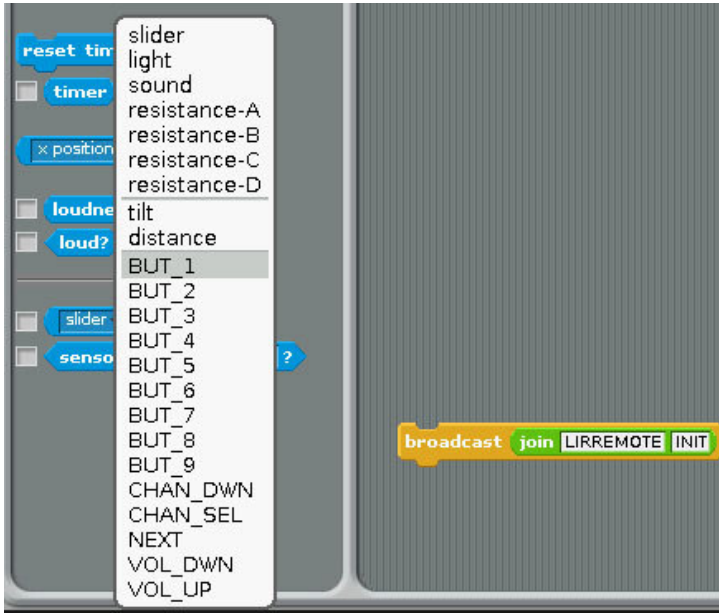 reset tim
timer
x position
loudne
loud?
slider
senso
?
slider
light
sound
resistance-A
resistance-B
resistance-C
resistance-D
tilt
distance
BUT_1
BUT_2
BUT_3
BUT_4
BUT_5
BUT_6
BUT_7
BUT_8
BUT_9
CHAN_DWN
CHAN_SEL
NEXT
VOL_DWN
VOL_UP
broadcast join LIRREMOTE INIT